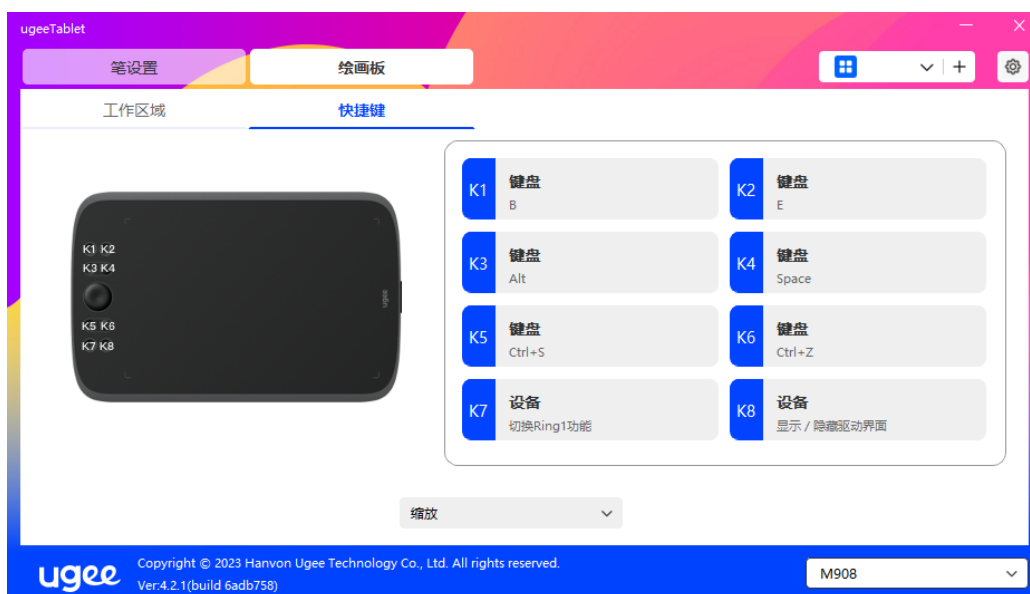 ugeeTablet
笔设置
绘画板
工作区域
快捷键
K1 K2
K3 K4
K5 K6
K7 K8
ugee
K1
键盘
B
K2
键盘
E
K3
键盘
Alt
K4
键盘
Space
K5
键盘
Ctrl+S
K6
键盘
Ctrl+Z
K7
设备
切换Ring1功能
K8
设备
显示 / 隐藏驱动界面
缩放
ugee
Copyright © 2023 Hanvon Ugee Technology Co., Ltd. All rights reserved.
Ver:4.2.1(build 6adb758)
M908